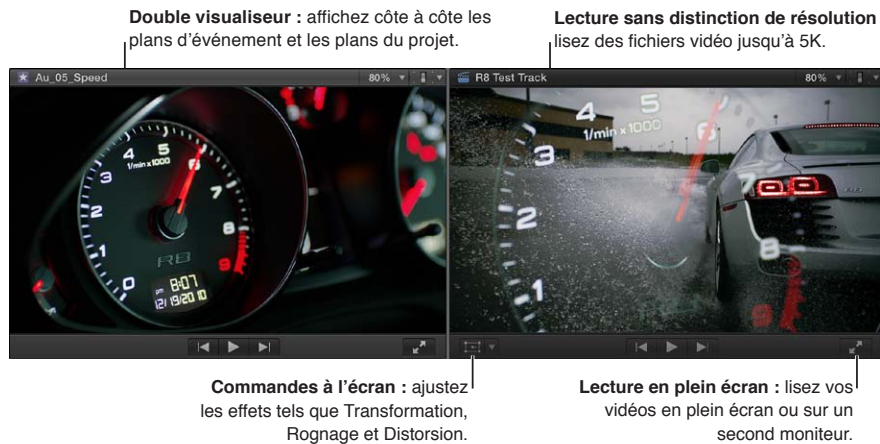 Double visualiseur : affichez côte à côte les
plans d’événement et les plans du projet.
Lecture sans distinction de résolution
lisez des fichiers vidéo jusqu’à 5K.
Au_05_Speed
80%
R8 Test Track
80%
4 5
1/min x 1000
3
6
2
7
1
8
0
9
R8
pm 8:07
12/19/2010
4 5
1/min x 1000
3
6
7
2
8
1
9
Commandes à l’écran : ajustez
les effets tels que Transformation,
Rognage et Distorsion.
Lecture en plein écran : lisez vos
vidéos en plein écran ou sur un
second moniteur.